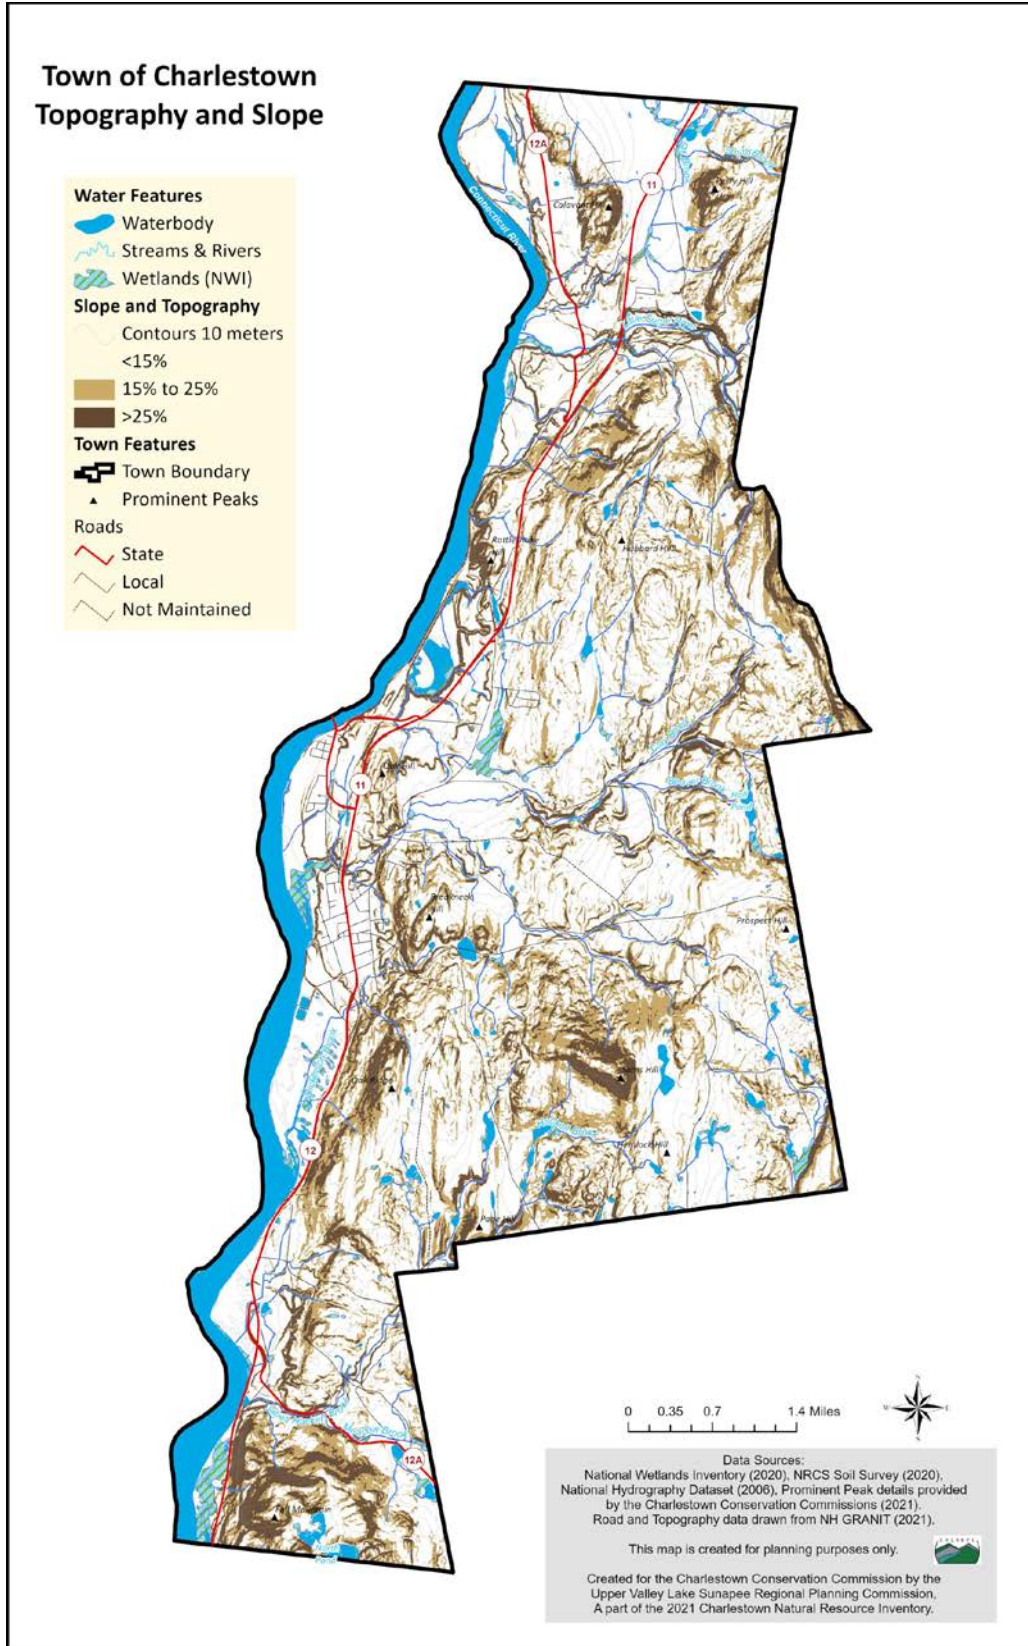 Town of Charlestown
Topography and Slope
Water Features
Waterbody
Streams & Rivers
Wetlands (NWI)
Slope and Topography
Contours 10 meters
<15%
15% to 25%
>25%
Town Features
Town Boundary
Prominent Peaks
Roads
State
Local
Not Maintained
12A
11
Connecticut River
Hill
Hubbard Hill
11
Hill
Prospect Hill
Hill
12
Hill
12A
North
Pond
0 0.35 0.7 1.4 Miles
N
W E
S
Data Sources:
National Wetlands Inventory (2020), NRCS Soil Survey (2020),
National Hydrography Dataset (2006), Prominent Peak details provided
by the Charlestown Conservation Commissions (2021).
Road and Topography data drawn from NH GRANIT (2021).
This map is created for planning purposes only.
Created for the Charlestown Conservation Commission by the
Upper Valley Lake Sunapee Regional Planning Commission,
A part of the 2021 Charlestown Natural Resource Inventory.